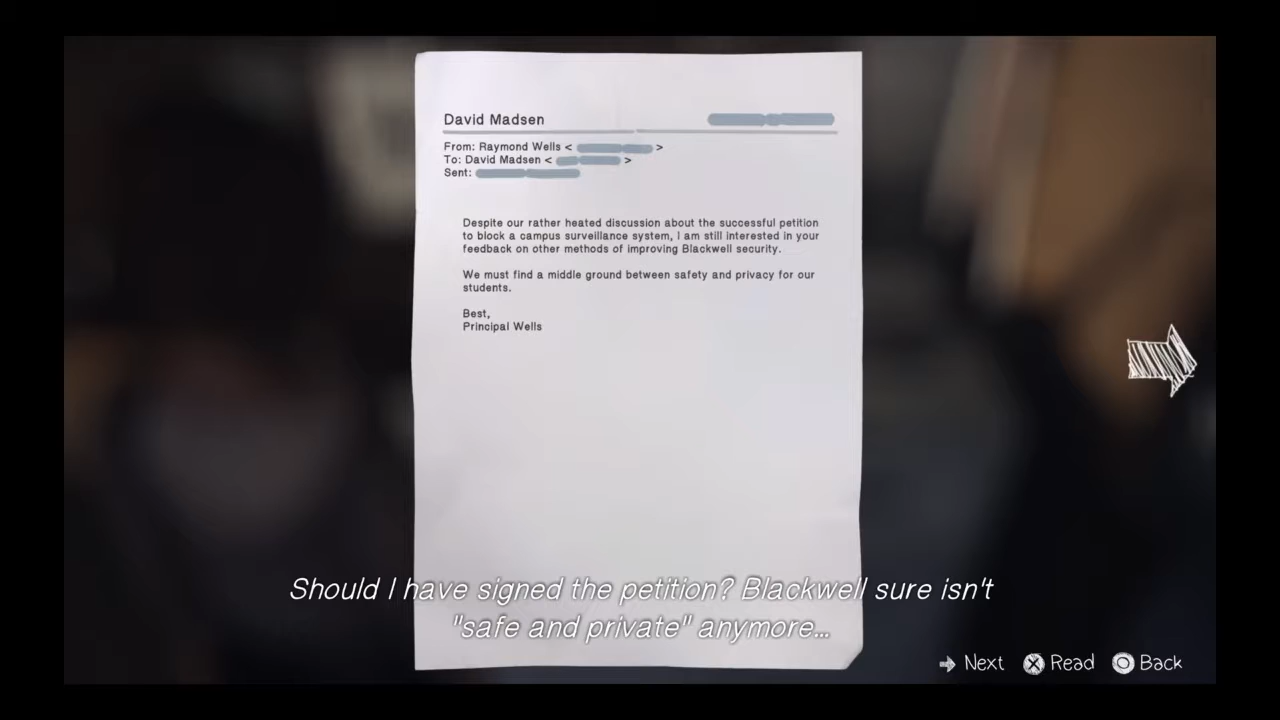 David Madsen
From: Raymond Wells < >
To: David Madsen < >
Sent:
Despite our rather heated discussion about the successful petition
to block a campus surveillance system, I am still interested in your
feedback on other methods of improving Blackwell security.
We must find a middle ground between safety and privacy for our
students.
Best,
Principal Wells
Should I have signed the petition? Blackwell sure isn't
"safe and private" anymore...
Next Read Back